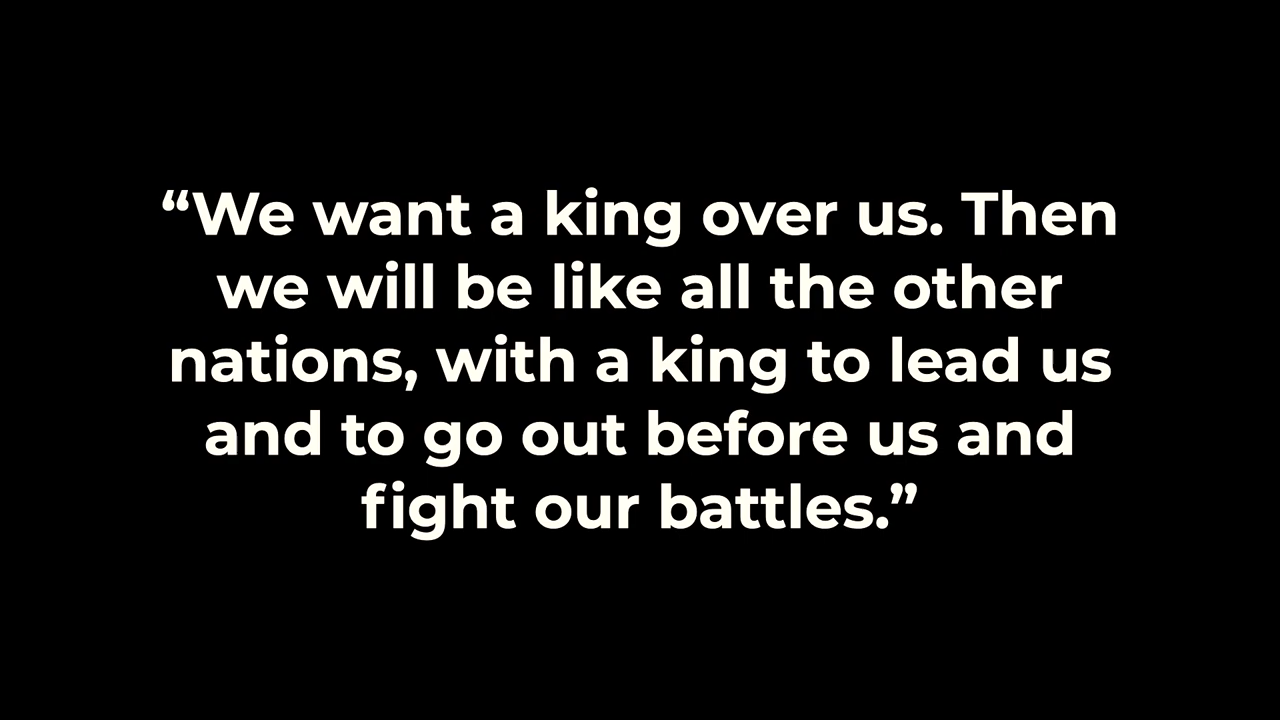 “We want a king over us. Then
we will be like all the other
nations, with a king to lead us
and to go out before us and
fight our battles.”